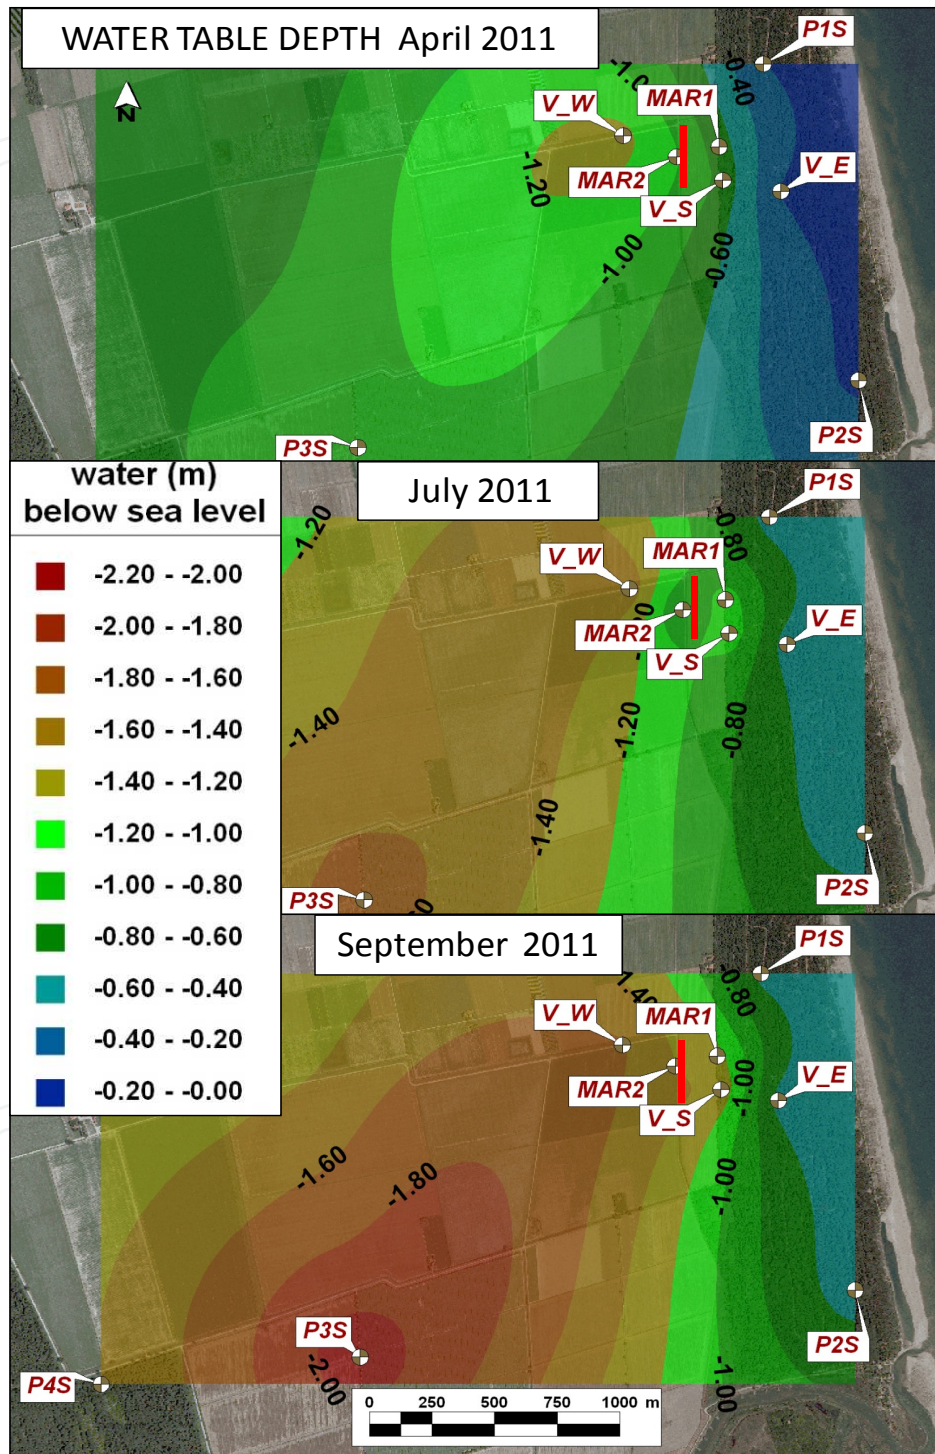 WATER TABLE DEPTH April 2011
P1S
-0.40
-1.0
MAR1
V_W
-1.20
MAR2
V_E
V_S
-1.00
-0.60
P2S
P3S
N
water (m)
below sea level
-2.20 - -2.00
-2.00 - -1.80
-1.80 - -1.60
-1.60 - -1.40
-1.40 - -1.20
-1.20 - -1.00
-1.00 - -0.80
-0.80 - -0.60
-0.60 - -0.40
-0.40 - -0.20
-0.20 - -0.00
July 2011
P1S
-1.20
-0.80
MAR1
V_W
MAR2
V_E
V_S
-1.40
-1.20
-0.80
-1.40
P2S
P3S
September 2011
P1S
-0.80
1.40
MAR1
V_W
MAR2
-1.00
V_E
V_S
-1.60
-1.80
-1.00
P3S
P2S
-2.00
P4S
-1.00
0 250 500 1000 m